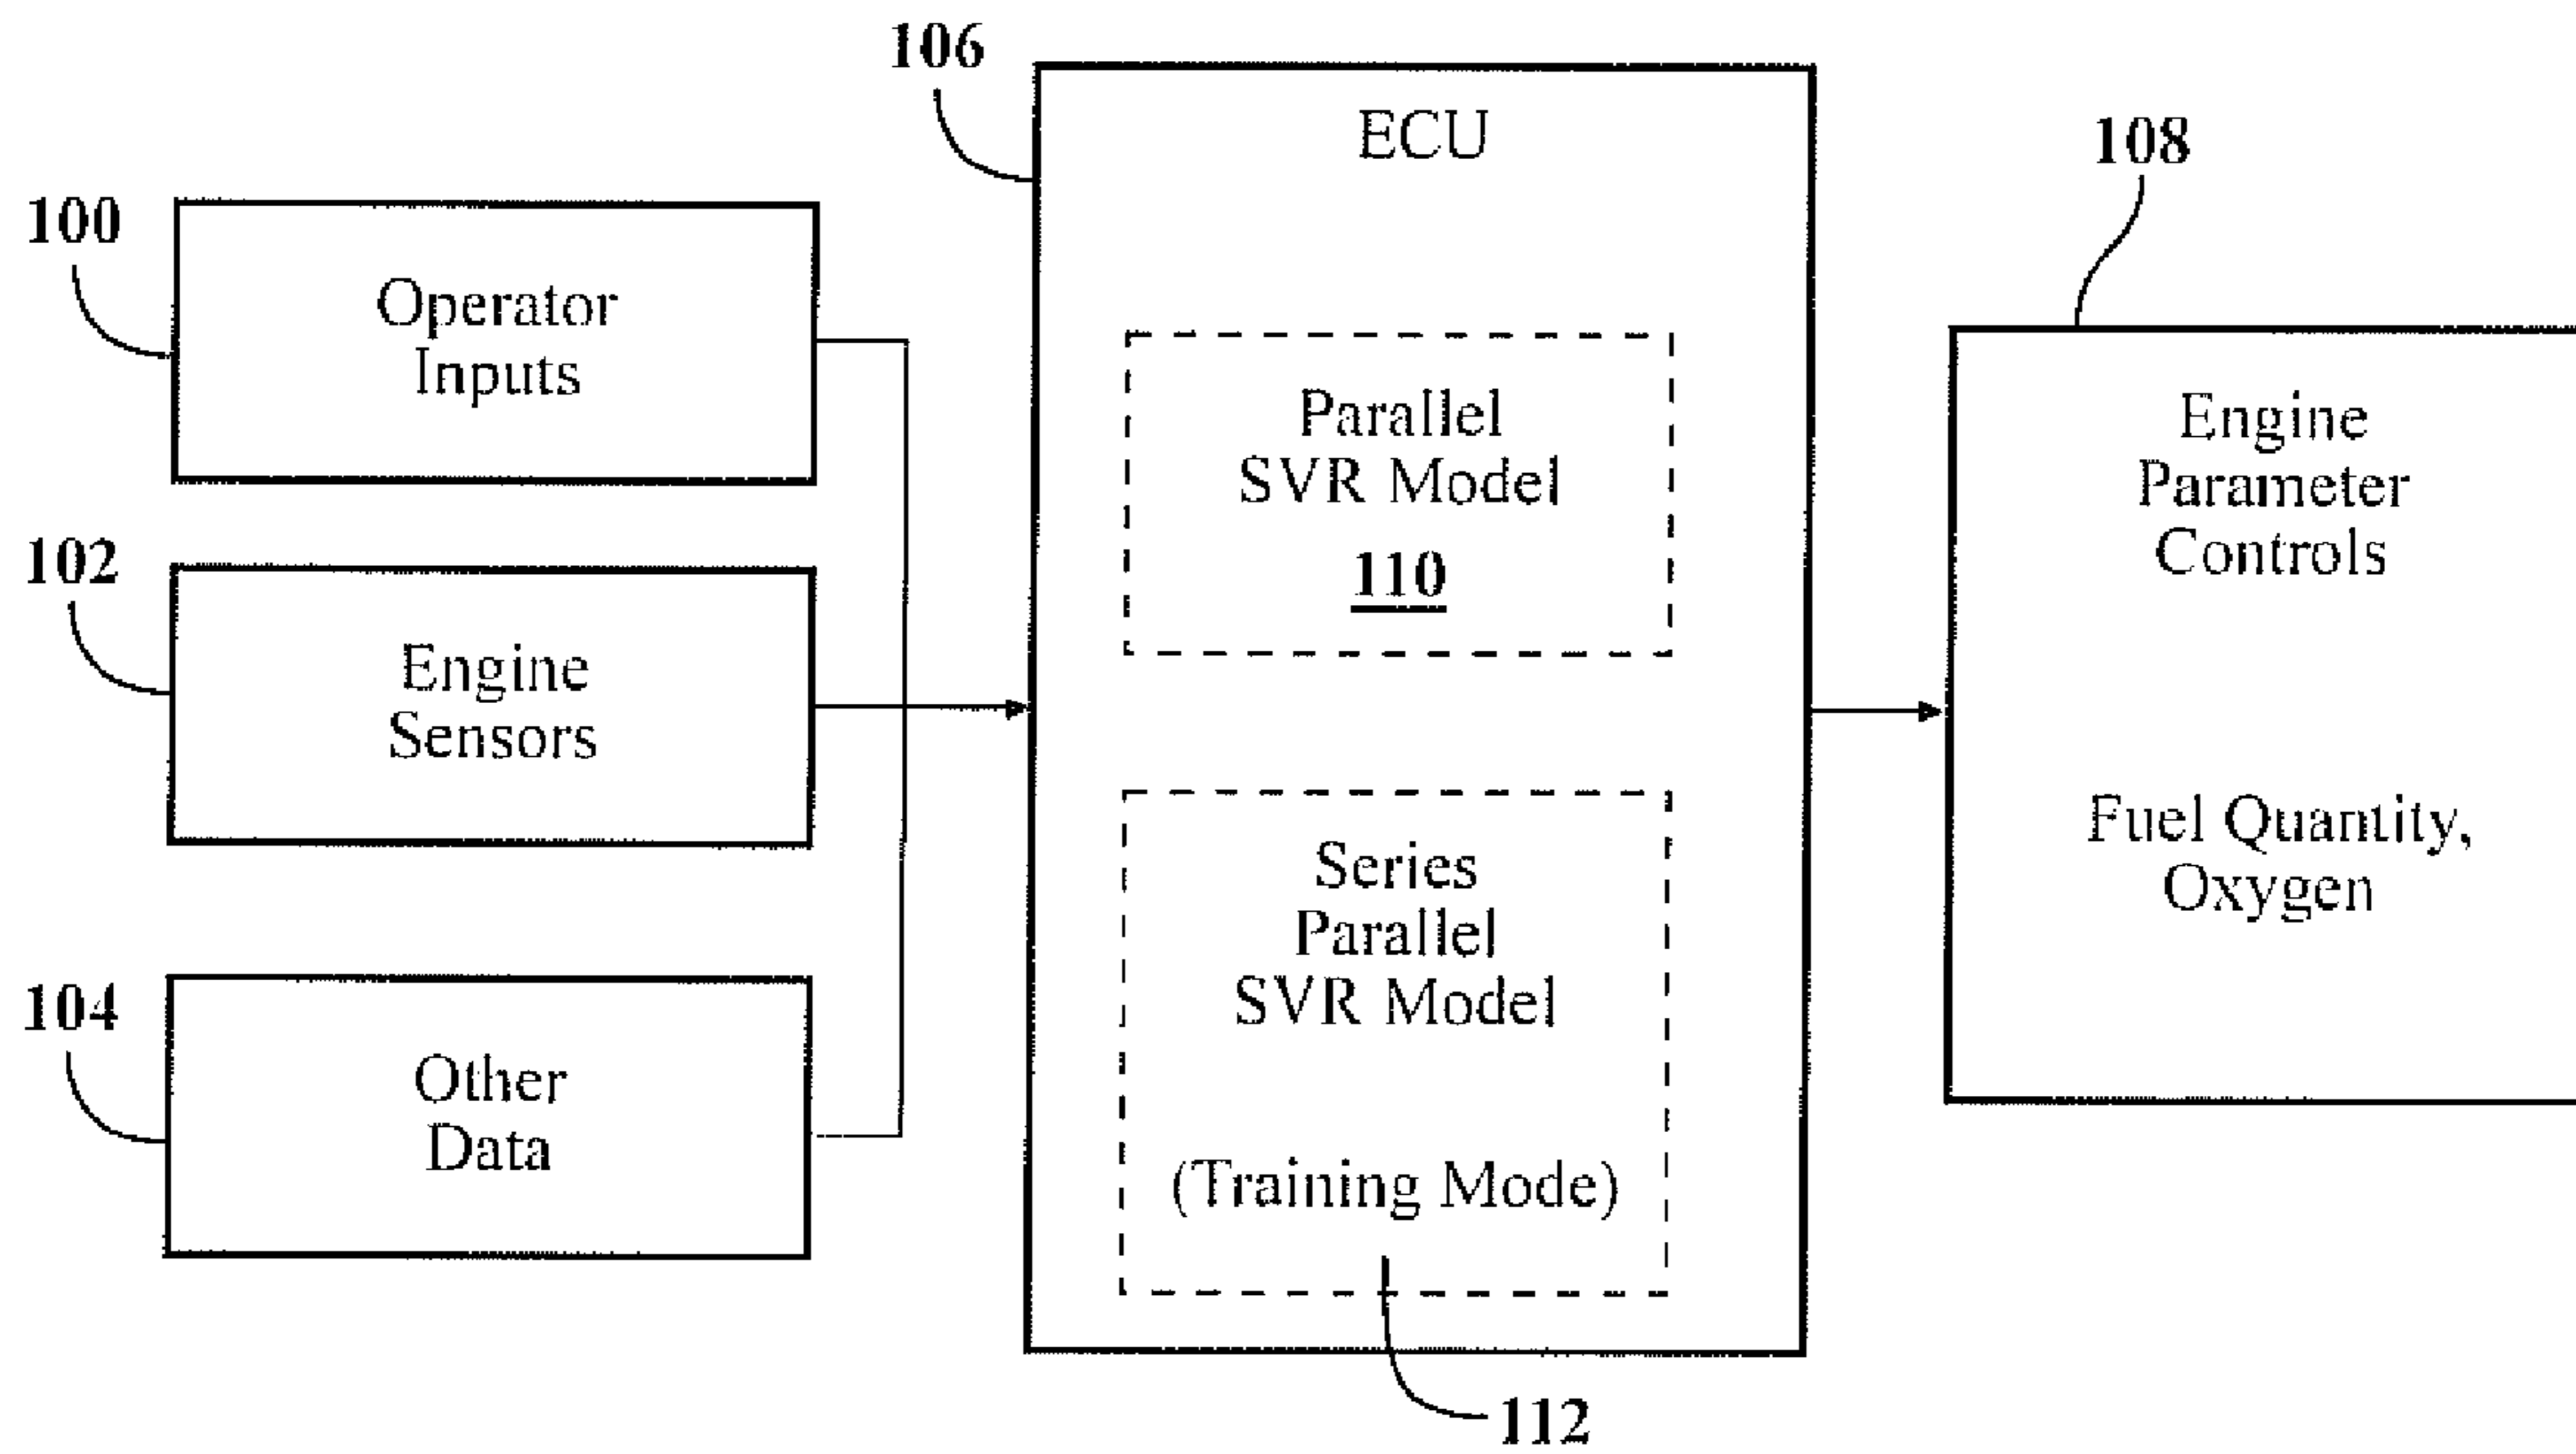 100
Operator
Inputs
102
Engine
Sensors
104
Other
Data
106
ECU
Parallel
SVR Model
110
Series
Parallel
SVR Model
(Training Mode)
112
108
Engine
Parameter
Controls
Fuel Quantity,
Oxygen